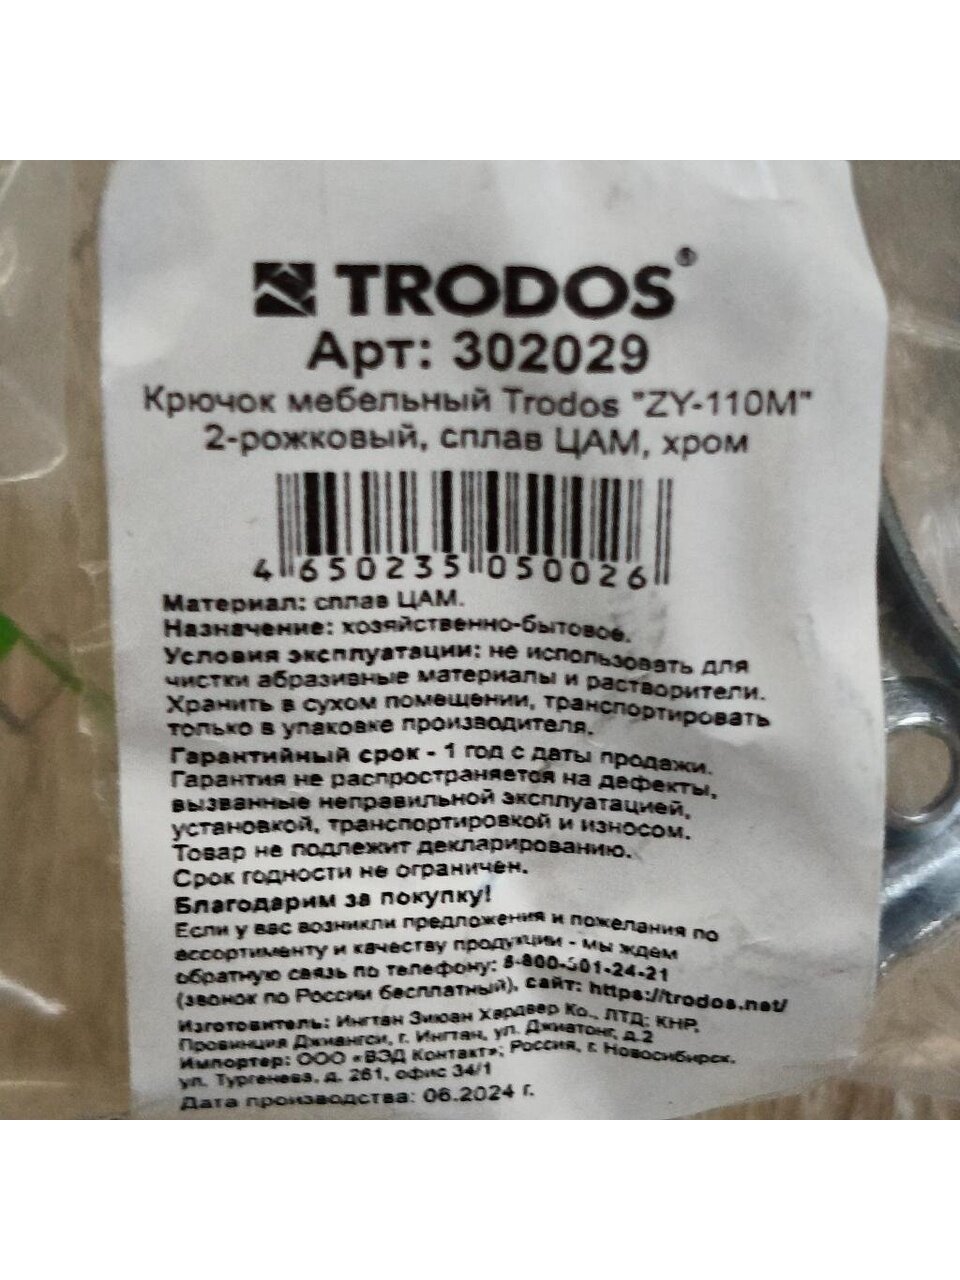 TRODOS®
Арт: 302029
Крючок мебельный Trodos "ZY-110M"
2-рожковый, сплав ЦАМ, хром
4 650235 050026
Материал: сплав ЦАМ.
Назначение: хозяйственно-бытовое.
Условия эксплуатации: не использовать для
чистки абразивные материалы и растворители.
Хранить в сухом помещении, транспортировать
только в упаковке производителя.
Гарантийный срок - 1 год с даты продажи.
Гарантия не распространяется на дефекты,
вызванные неправильной эксплуатацией,
установкой, транспортировкой и износом.
Товар не подлежит декларированию.
Срок годности не ограничен.
Благодарим за покупку!
Если у вас возникли предложения и пожелания по
ассортименту и качеству продукции - мы ждем
обратную связь по телефону:
(звонок по России бесплатный), сайт: https://trodos.net/
Изготовитель: Ингтан Зиюан Хардвер Ко., ЛТД; КНР,
Провинция Джиангси, г. Ингтан, ул. Джиатонг, д.2
Импортер: ООО «ВЭД Контакт»; Россия, г. Новосибирск,
ул. Тургенева, д. 261, офис 34/1
Дата производства: 06.2024 г.